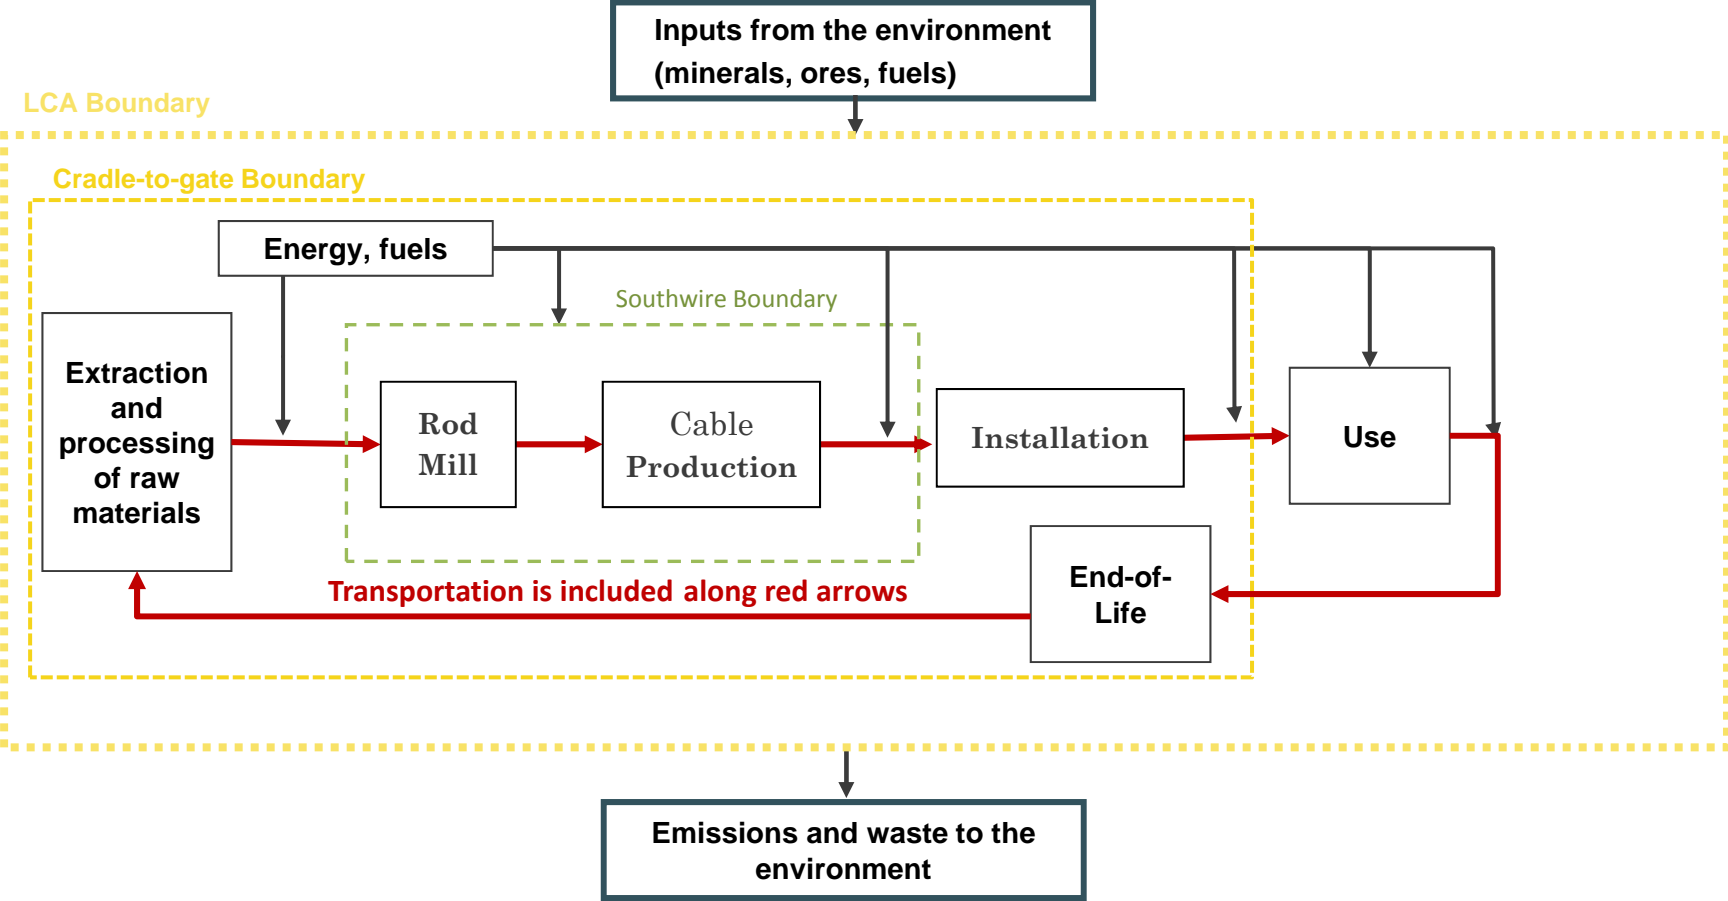 Inputs from the environment
(minerals, ores, fuels)
LCA Boundary
Cradle-to-gate Boundary
Energy, fuels
Southwire Boundary
Extraction
and
processing
of raw
materials
Rod
Mill
Cable
Production
Installation
Use
Transportation is included along red arrows
End-of-
Life
Emissions and waste to the
environment